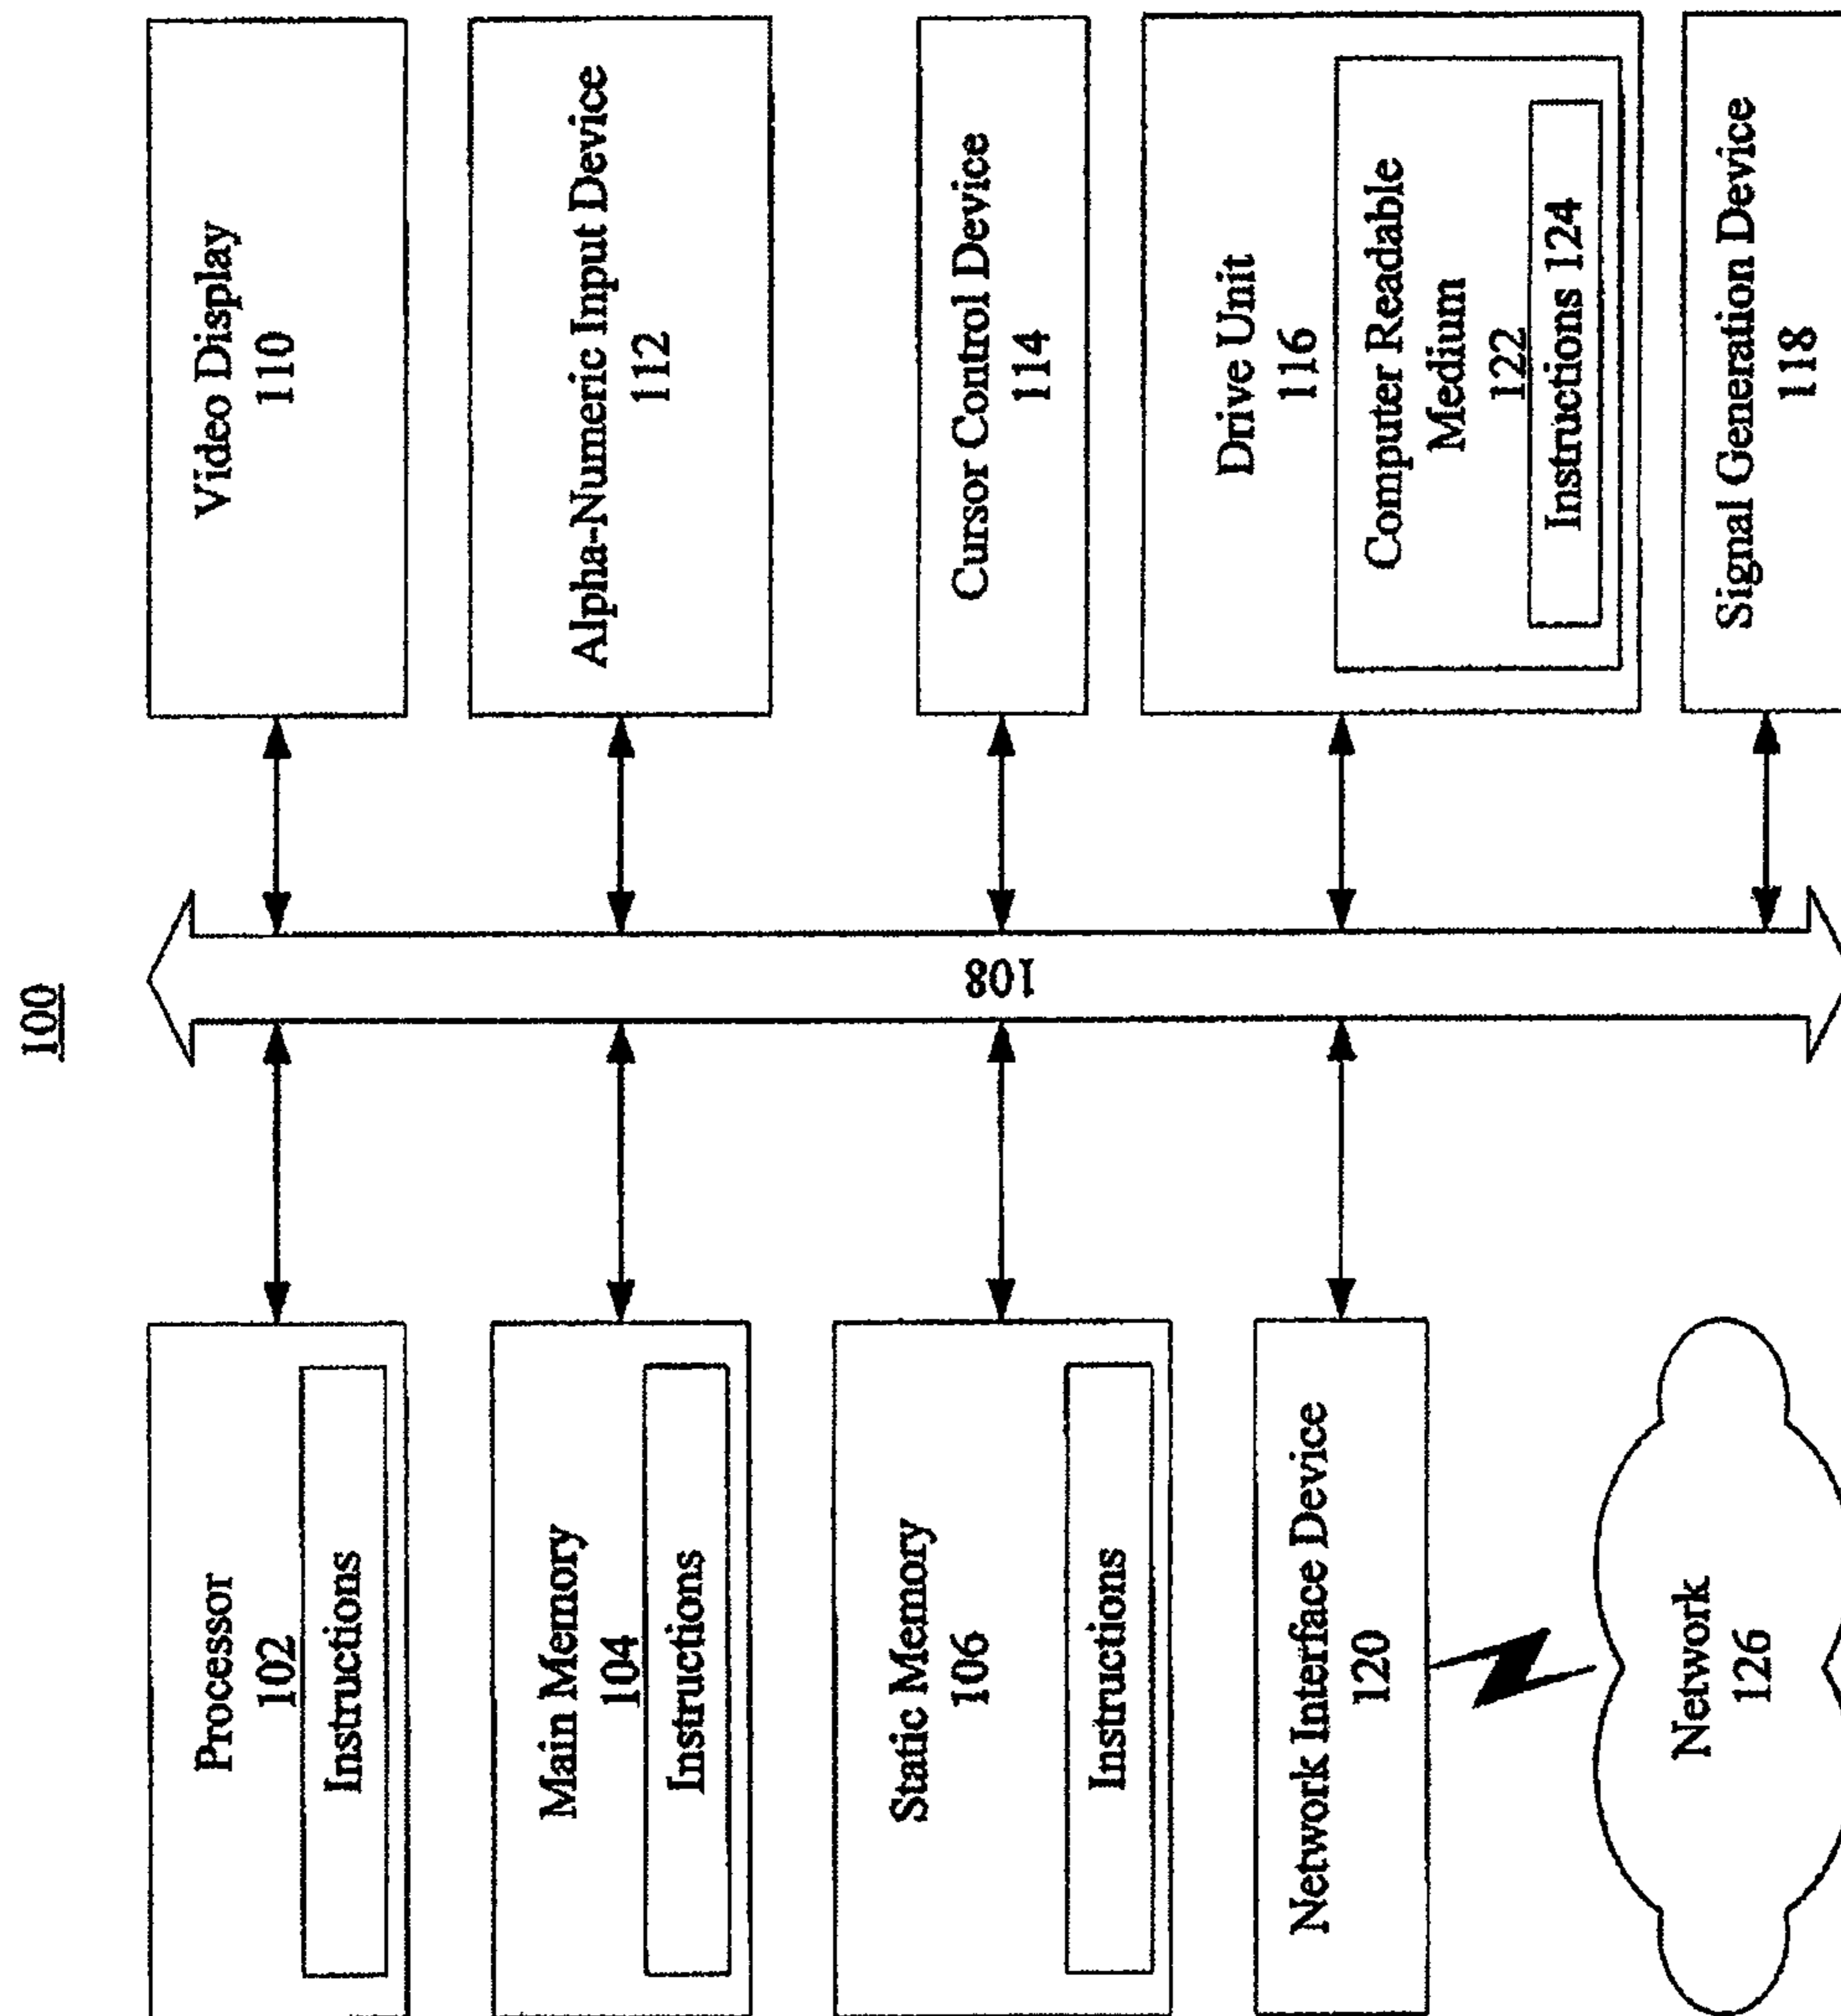 100
Processor
102
Instructions
Main Memory
104
Instructions
Static Memory
106
Instructions
Network Interface Device
120
Network
126
108
Video Display
110
Alpha-Numeric Input Device
112
Cursor Control Device
114
Drive Unit
116
Computer Readable
Medium
122
Instructions 124
Signal Generation Device
118